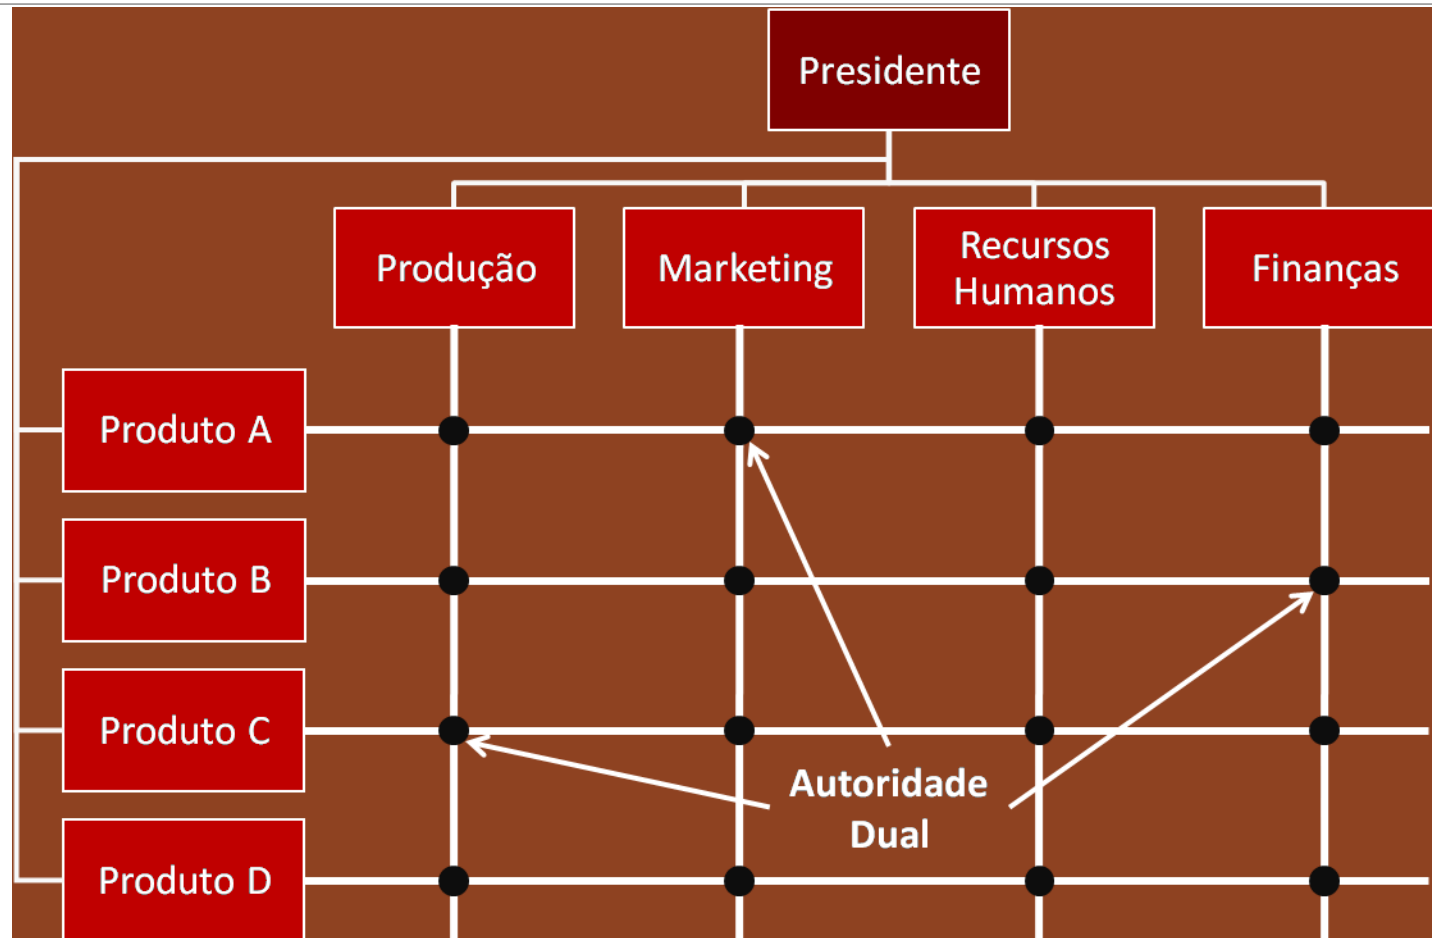 Presidente
Produção
Marketing
Recursos
Humanos
Finanças
Produto A
Produto B
Produto C
Autoridade
Dual
Produto D